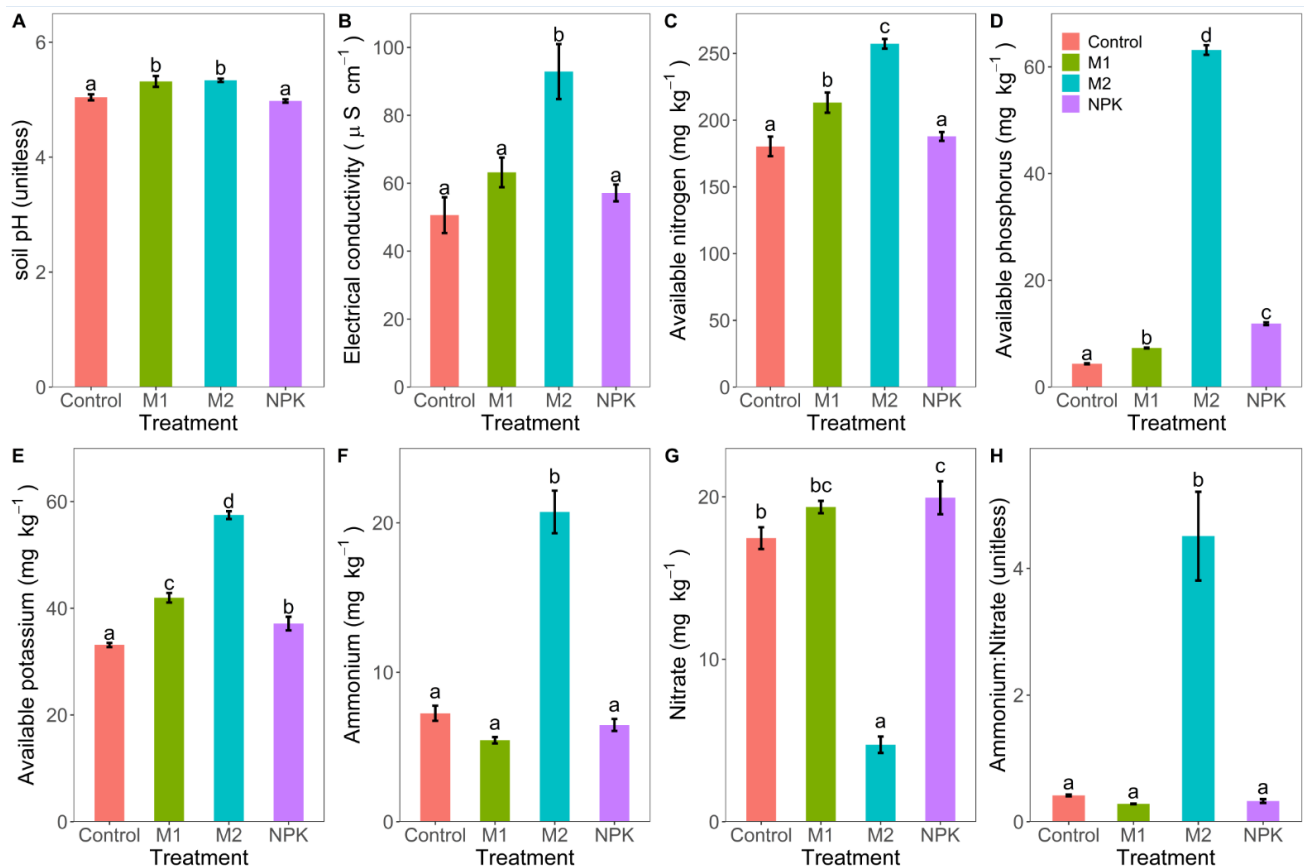 A
soil pH (unitless)
6
4
2
0
a
b
b
a
Control M1 M2 NPK
Treatment
B
Electrical conductivity ( μ S cm⁻¹ )
100
80
60
40
20
0
a
a
b
a
Control M1 M2 NPK
Treatment
C
Available nitrogen (mg kg⁻¹ )
250
200
150
100
50
0
a
b
c
a
Control M1 M2 NPK
Treatment
D
Available phosphorus (mg kg⁻¹ )
60
40
20
0
Control
M1
M2
NPK
a
b
d
c
Control M1 M2 NPK
Treatment
E
Available potassium (mg kg⁻¹ )
60
40
20
0
a
c
d
b
Control M1 M2 NPK
Treatment
F
Ammonium (mg kg⁻¹ )
20
10
0
a
a
b
a
Control M1 M2 NPK
Treatment
G
Nitrate (mg kg⁻¹ )
20
10
0
b
bc
a
c
Control M1 M2 NPK
Treatment
H
Ammonium:Nitrate (unitless)
4
2
0
a
a
b
a
Control M1 M2 NPK
Treatment